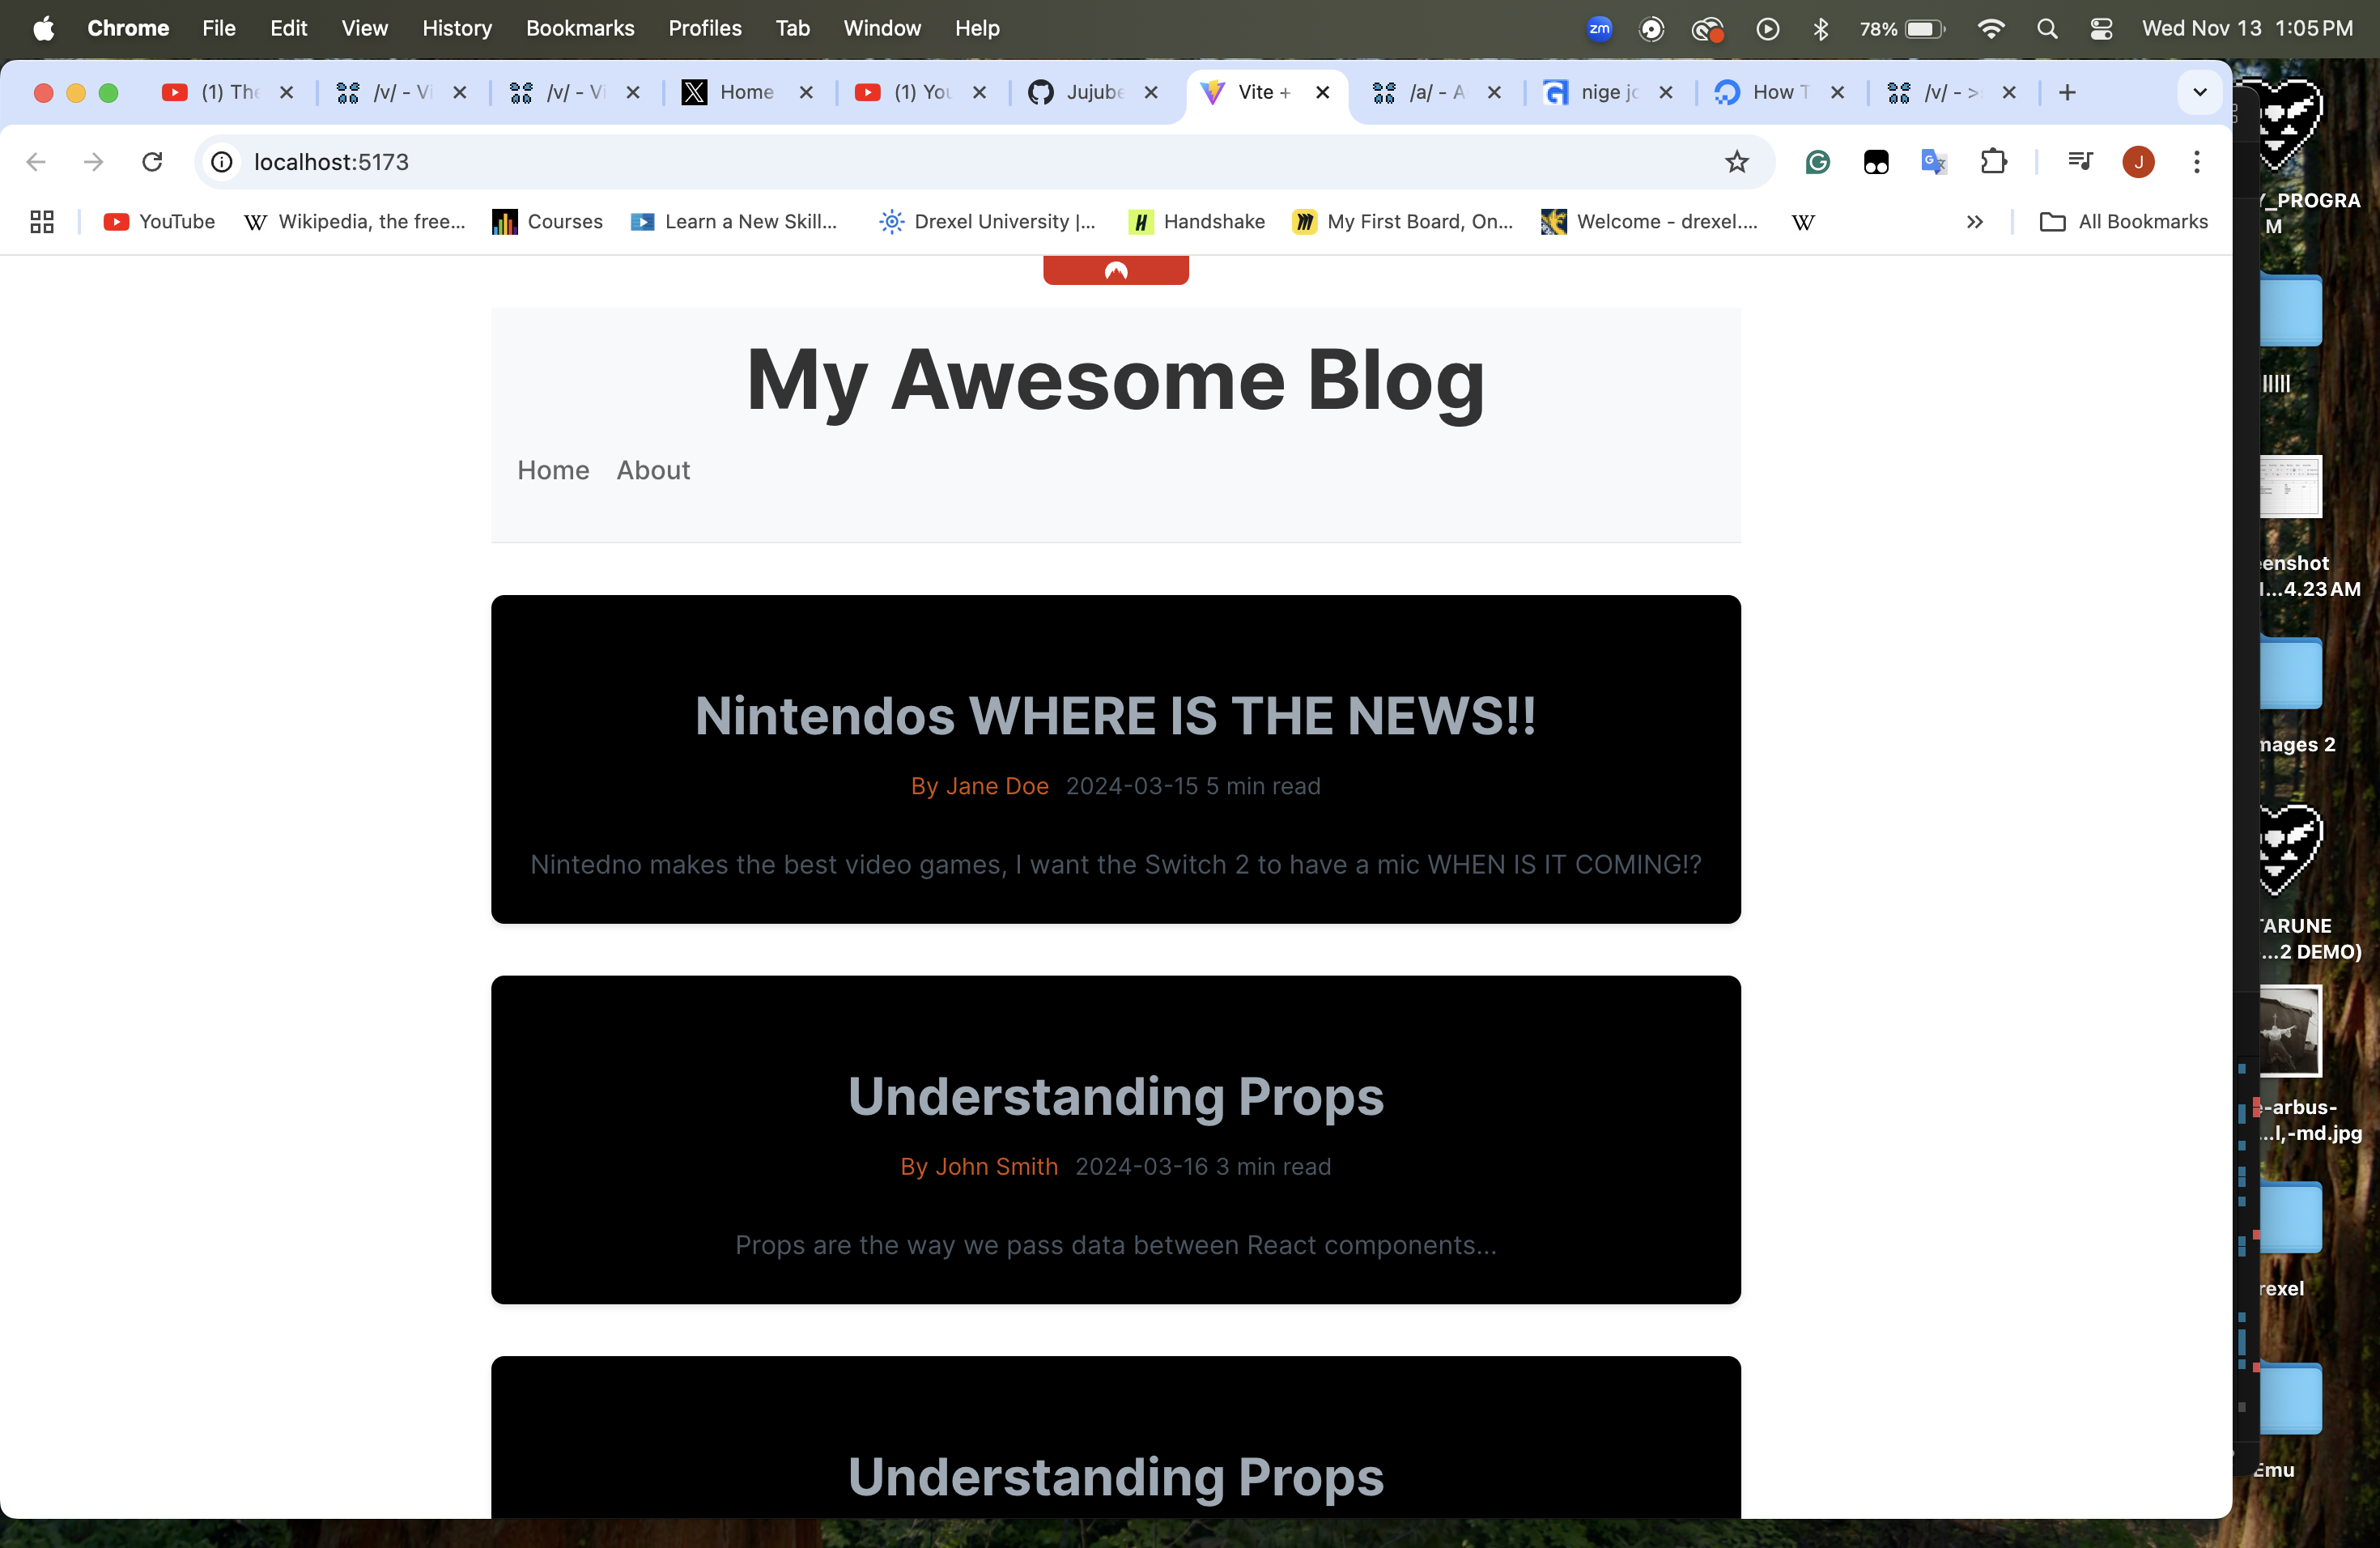 Chrome File Edit View History Bookmarks Profiles Tab Window Help zm 78% Wed Nov 13 1:05 PM
(1) The /v/ - Vi /v/ - Vi Home (1) You Jujube Vite + /a/ - A nige jo How T /v/ - >
localhost:5173 J
YouTube Wikipedia, the free... Courses Learn a New Skill... Drexel University |... Handshake My First Board, On... Welcome - drexel.... All Bookmarks
My Awesome Blog
Home About
Nintendos WHERE IS THE NEWS!!
By Jane Doe 2024-03-15 5 min read
Nintedno makes the best video games, I want the Switch 2 to have a mic WHEN IS IT COMING!?
Understanding Props
By John Smith 2024-03-16 3 min read
Props are the way we pass data between React components...
Understanding Props
Y_PROGRA
M
eenshot
...4.23 AM
mages 2
TARUNE
...2 DEMO)
e-arbus-
...l,-md.jpg
rexel
Emu